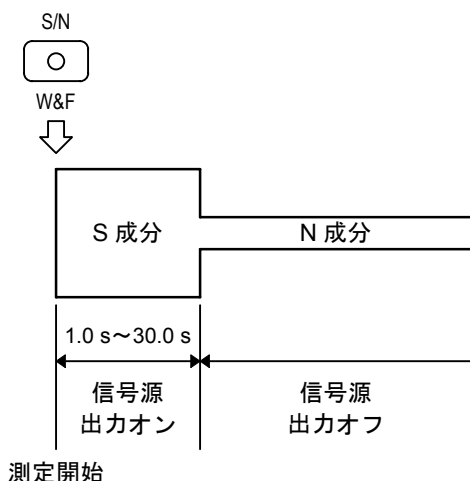 S/N
W&F
S 成分
N 成分
1.0 s～30.0 s
信号源
出力オン
信号源
出力オフ
測定開始